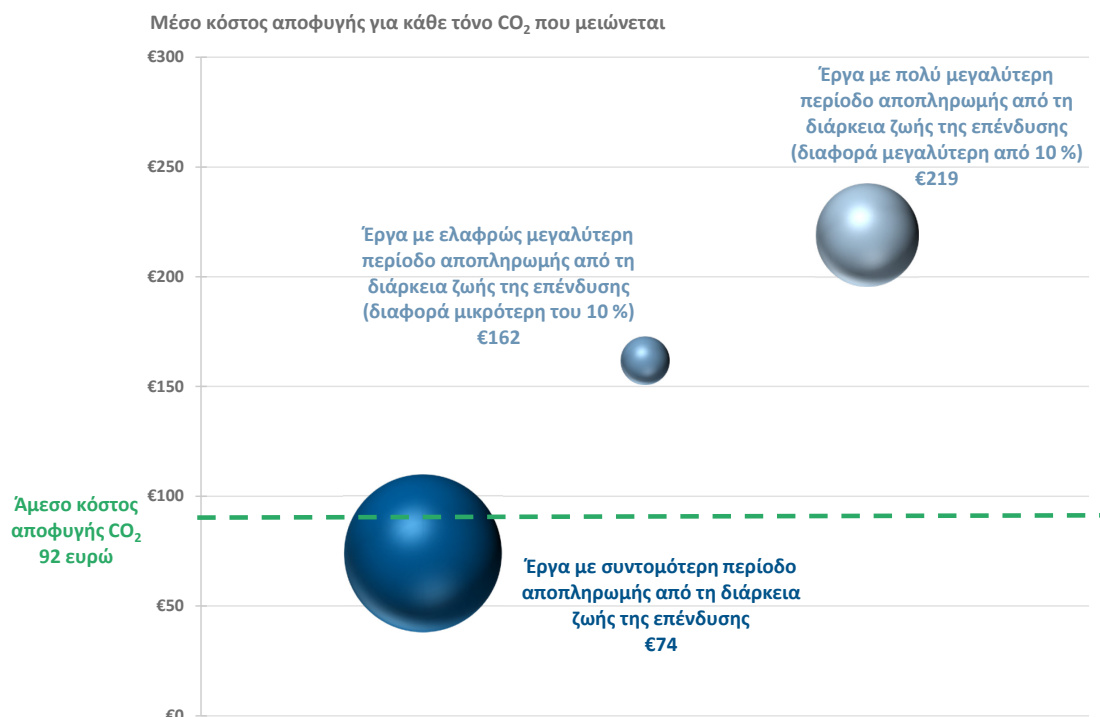 Μέσο κόστος αποφυγής για κάθε τόνο CO₂ που μειώνεται
€300
Έργα με πολύ μεγαλύτερη
περίοδο αποπληρωμής από τη
διάρκεια ζωής της επένδυσης
(διαφορά μεγαλύτερη από 10 %)
€219
€250
Έργα με ελαφρώς μεγαλύτερη
περίοδο αποπληρωμής από τη
διάρκεια ζωής της επένδυσης
(διαφορά μικρότερη του 10 %)
€162
€200
€150
€100
Άμεσο κόστος
αποφυγής CO₂
92 ευρώ
Έργα με συντομότερη περίοδο
αποπληρωμής από τη διάρκεια
ζωής της επένδυσης
€74
€50
€0